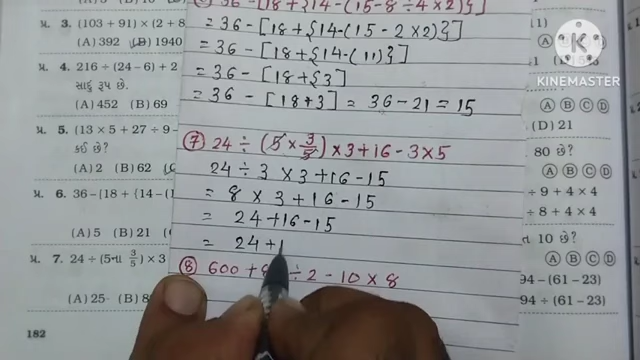 36 - [18 + {14 - (15 - 8 ÷ 4 × 2)}]
= 36 - [18 + {14 - (15 - 2 × 2)}]
= 36 - [18 + {14 - (11)}]
= 36 - [18 + {3}]
= 36 - [18 + 3] = 36 - 21 = 15
⑦ 24 ÷ (5 × 3/5) × 3 + 16 - 3 × 5
24 ÷ 3 × 3 + 16 - 15
= 8 × 3 + 16 - 15
= 24 + 16 - 15
= 24 + 1
⑧ 600 + 8 ÷ 2 - 10 × 8
પ્ર. 3. (103 + 91) × (2 + 8
(A) 392 (B) 1940
પ્ર. 4. 216 ÷ (24 - 6) + 2
સાદું રૂપ છે.
(A) 452 (B) 69
પ્ર. 5. (13 × 5 + 27 ÷ 9 -
કઈ છે?
(A) 2 (B) 62 (
પ્ર. 6. 36 - [18 + {14 - (1
(A) 5 (B) 21 (
પ્ર. 7. 24 ÷ (5ના 3/5) × 3
(A) 25 (B) 8
182
(1)
KINEMASTER
Ⓐ Ⓑ Ⓒ Ⓓ
(D) 21
80 છે?
Ⓐ Ⓑ Ⓒ Ⓓ
÷ 9 + 4 × 4
÷ 8 + 4 × 4
ત 10 છે?
Ⓐ Ⓑ Ⓒ Ⓓ
94 - (61 - 23)
94 ÷ (61 - 23)